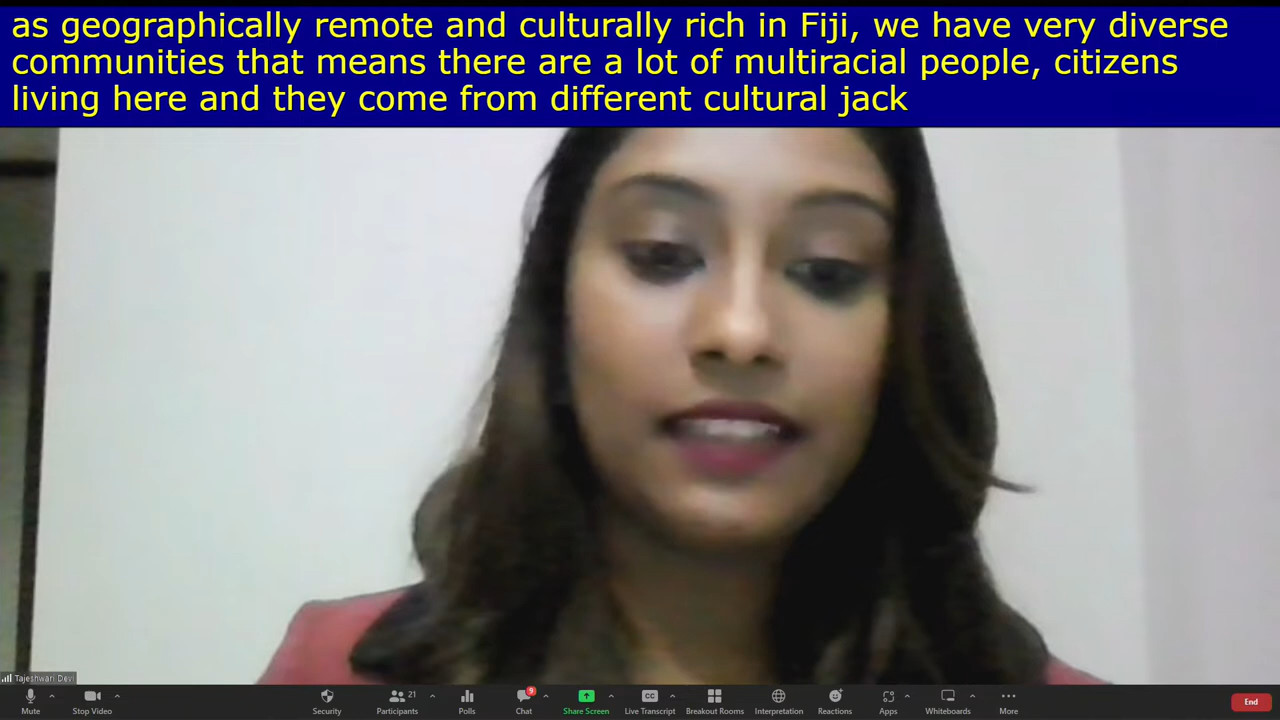 as geographically remote and culturally rich in Fiji, we have very diverse
communities that means there are a lot of multiracial people, citizens
living here and they come from different cultural jack
Tajeshwari Devi
Mute
Stop Video
Security
Participants
21
Polls
Chat
9
Share Screen
CC
Live Transcript
Breakout Rooms
Interpretation
Reactions
Apps
Whiteboards
More
End